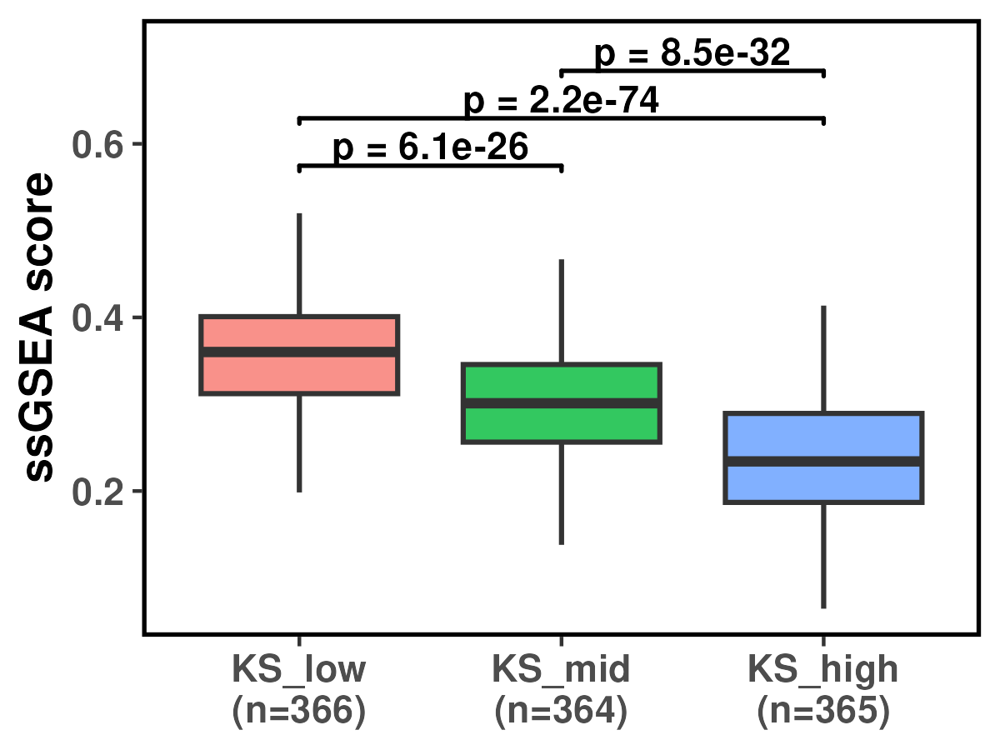 p = 8.5e-32
p = 2.2e-74
p = 6.1e-26
0.6
0.4
0.2
ssGSEA score
KS_low
(n=366)
KS_mid
(n=364)
KS_high
(n=365)